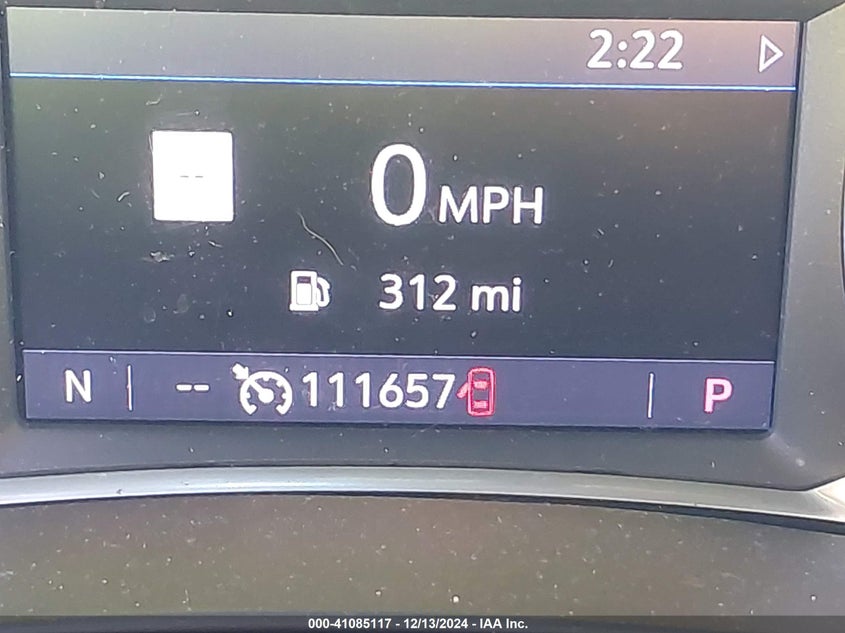 2:22
--
0 MPH
312 mi
N -- 111657 P
000-41085117 - 12/13/2024 - IAA Inc.